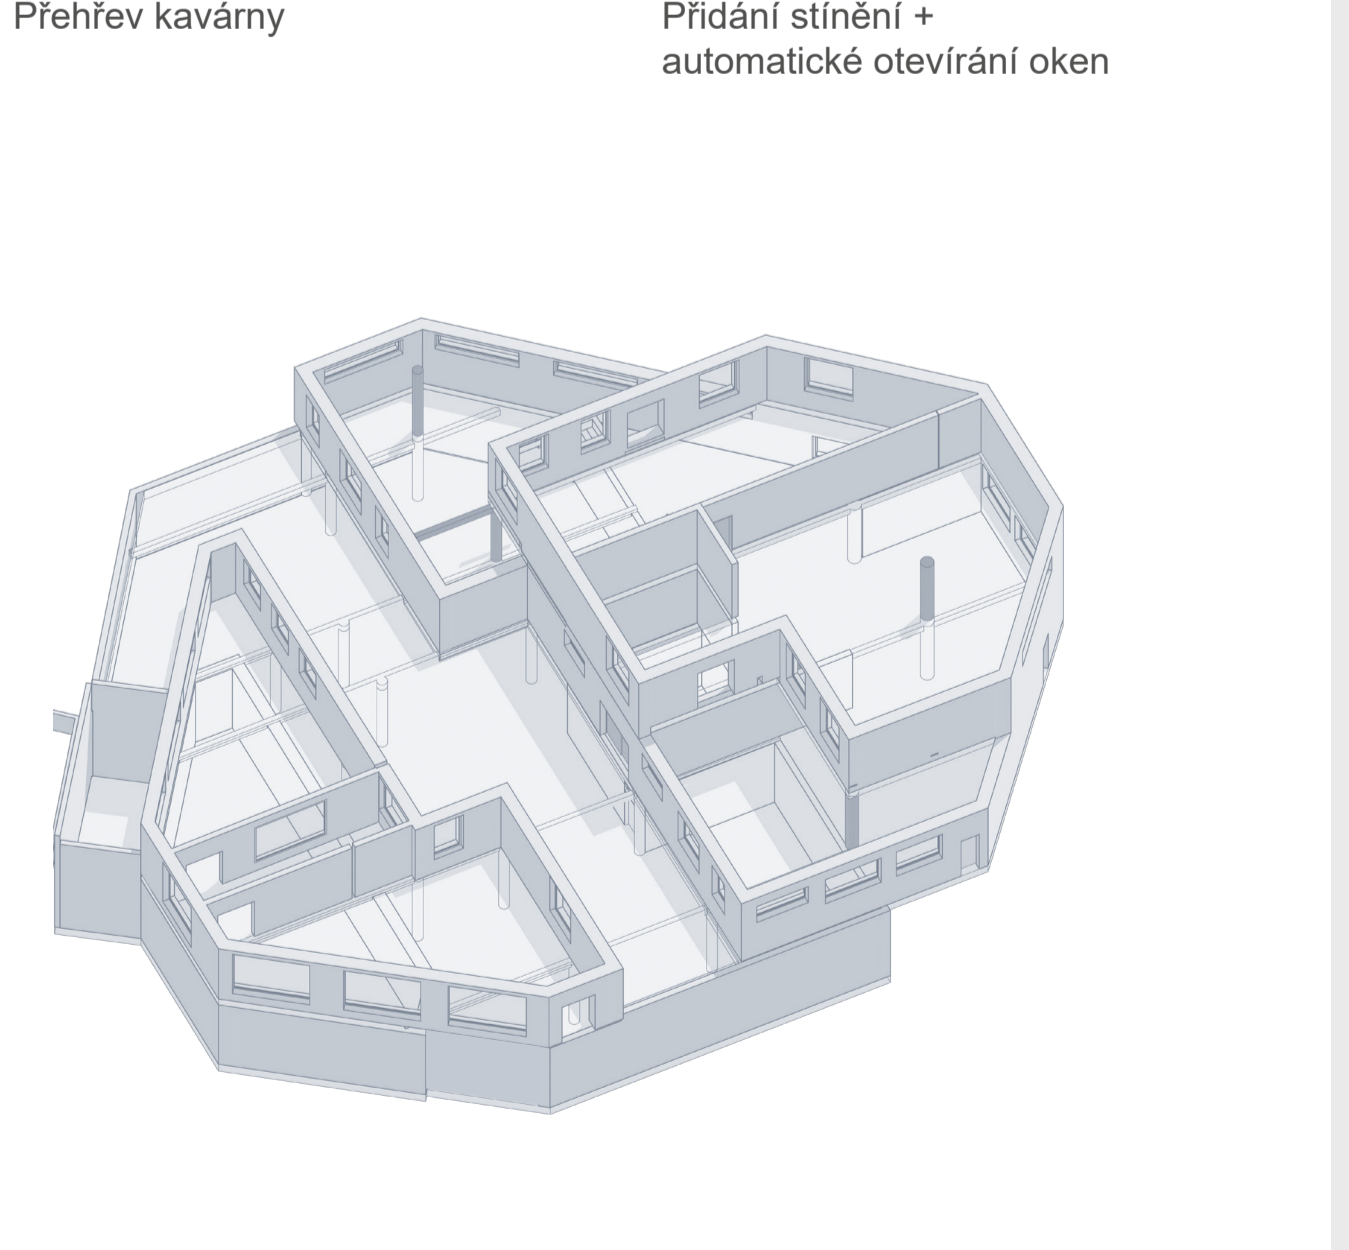 Přehřev kavárny
Přidání stínění +
automatické otevírání oken